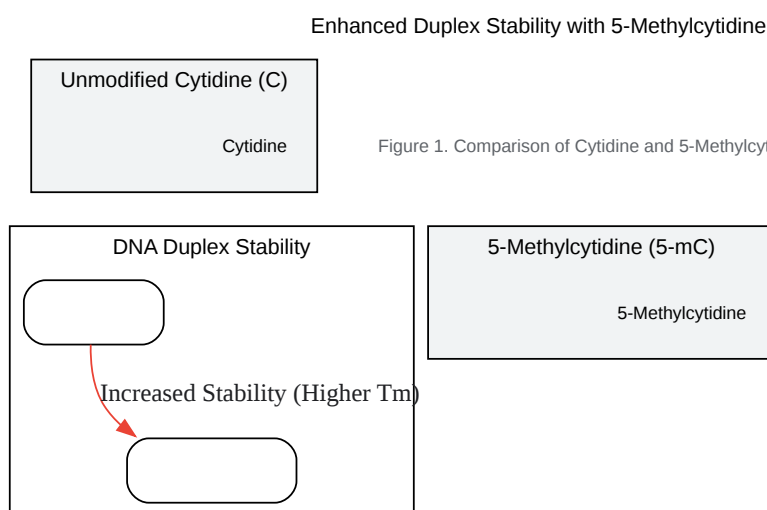 Enhanced Duplex Stability with 5-Methylcytidine
Unmodified Cytidine (C)
Cytidine
Figure 1. Comparison of Cytidine and 5-Methylcyt
DNA Duplex Stability
5-Methylcytidine (5-mC)
5-Methylcytidine
Increased Stability (Higher Tm)